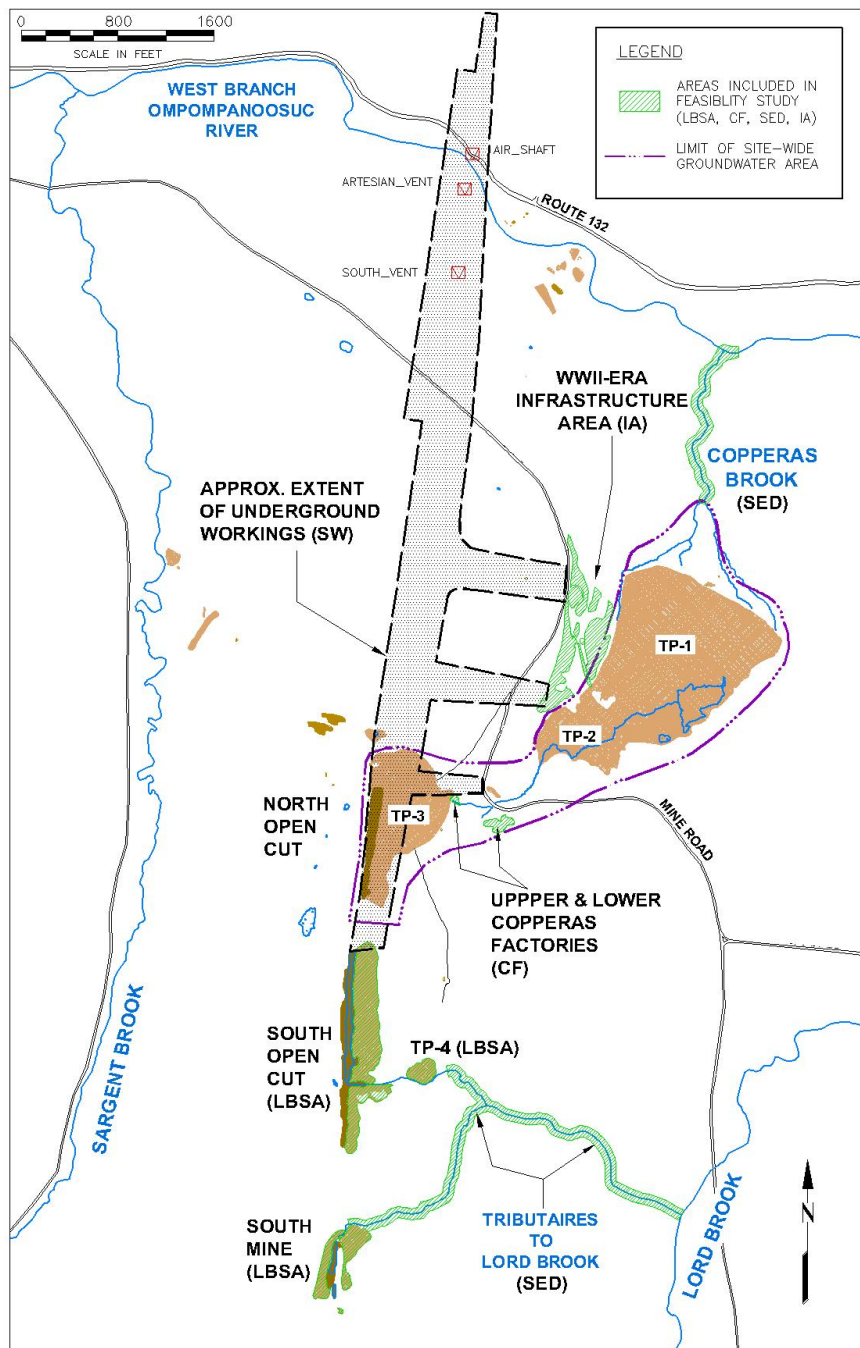 0 800 1600
SCALE IN FEET
LEGEND
AREAS INCLUDED IN
FEASIBLITY STUDY
(LBSA, CF, SED, IA)
LIMIT OF SITE-WIDE
GROUNDWATER AREA
WEST BRANCH
OMPOMPANOOSUC
RIVER
AIR_SHAFT
ARTESIAN_VENT
ROUTE 132
SOUTH_VENT
WWII-ERA
INFRASTRUCTURE
AREA (IA)
COPPERAS
BROOK
(SED)
APPROX. EXTENT
OF UNDERGROUND
WORKINGS (SW)
TP-1
TP-2
NORTH
OPEN
CUT
TP-3
MINE ROAD
UPPPER & LOWER
COPPERAS
FACTORIES
(CF)
SARGENT BROOK
SOUTH
OPEN
CUT
(LBSA)
TP-4 (LBSA)
SOUTH
MINE
(LBSA)
TRIBUTAIRES
TO
LORD BROOK
(SED)
LORD BROOK
N